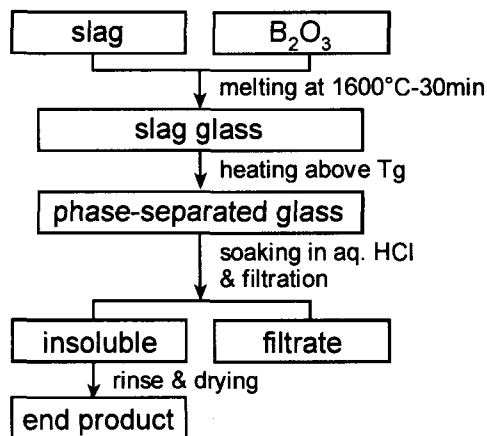 slag
B₂O₃
melting at 1600°C-30min
slag glass
heating above Tg
phase-separated glass
soaking in aq. HCl
& filtration
insoluble
filtrate
rinse & drying
end product